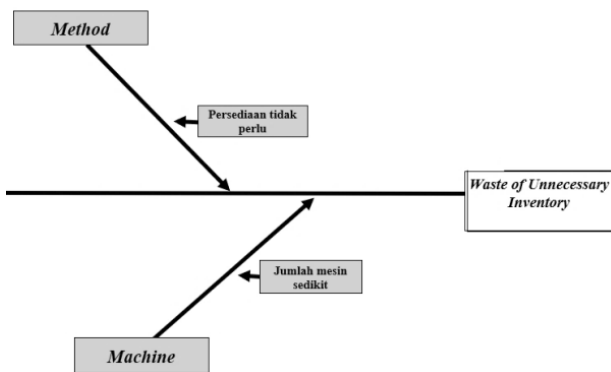 Method
Persediaan tidak
perlu
Waste of Unnecessary
Inventory
Jumlah mesin
sedikit
Machine